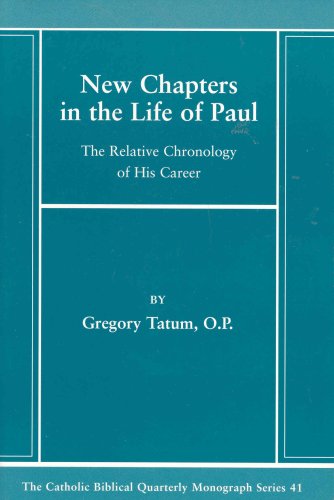 New Chapters
in the Life of Paul
The Relative Chronology
of His Career
BY
Gregory Tatum, O.P.
The Catholic Biblical Quarterly Monograph Series 41